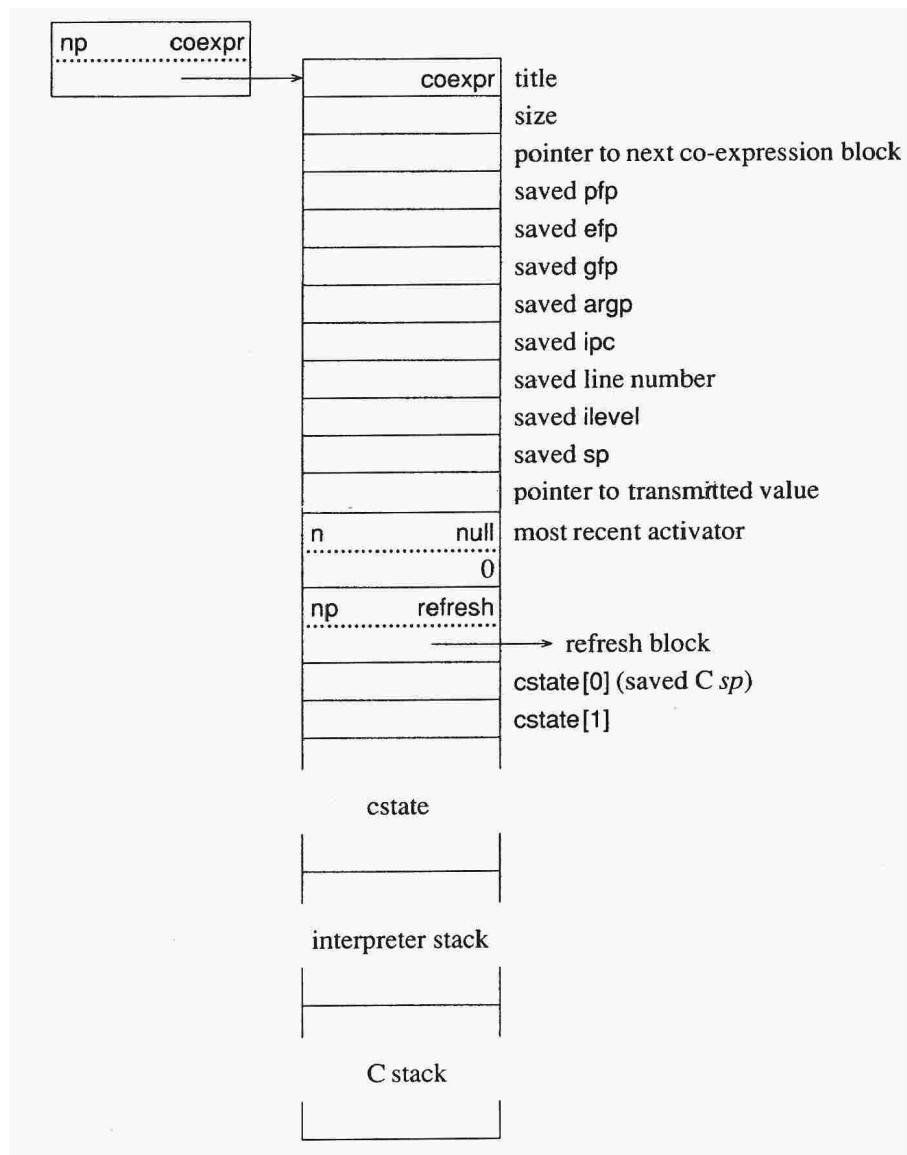 np coexpr
coexpr title
size
pointer to next co-expression block
saved pfp
saved efp
saved gfp
saved argp
saved ipc
saved line number
saved ilevel
saved sp
pointer to transmitted value
n null most recent activator
0
np refresh
refresh block
cstate[0] (saved C sp)
cstate[1]
cstate
interpreter stack
C stack